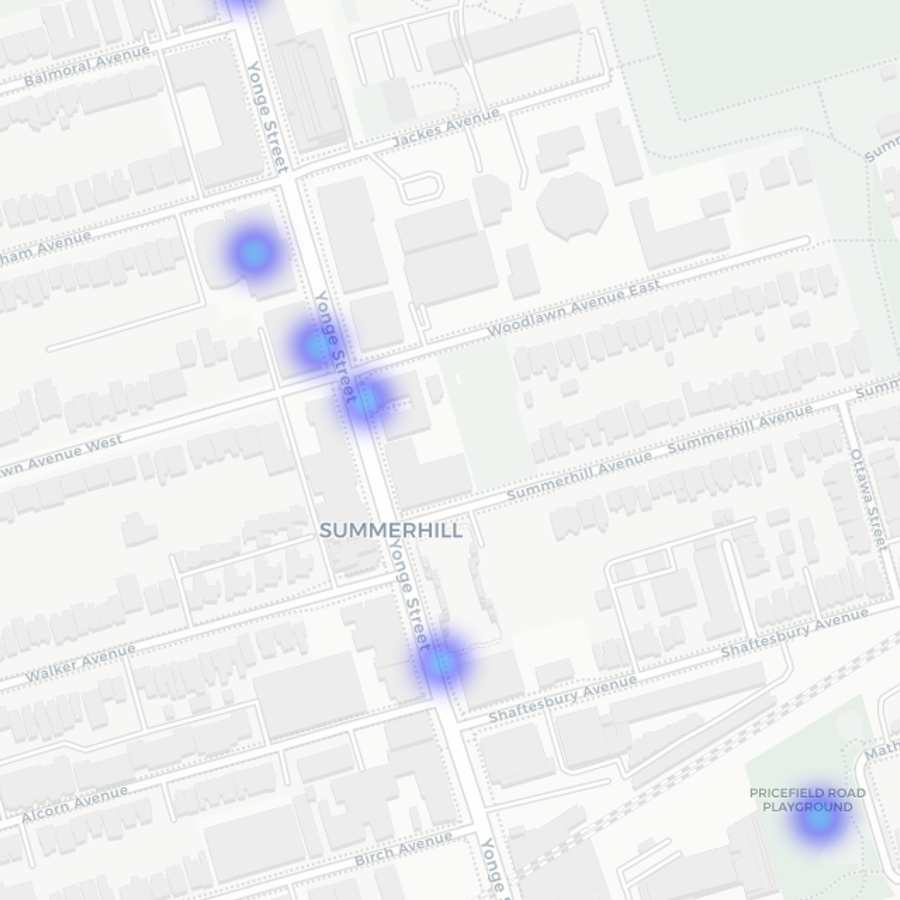 Balmoral Avenue
Yonge Street
Jackes Avenue
Summ
ham Avenue
Yonge Street
Woodlawn Avenue East
Summ
wn Avenue West
Summerhill Avenue
Summerhill Avenue
Ottawa Street
SUMMERHILL
Yonge Street
Walker Avenue
Shaftesbury Avenue
Shaftesbury Avenue
Math
Alcorn Avenue
PRICEFIELD ROAD
PLAYGROUND
Birch Avenue
Yonge